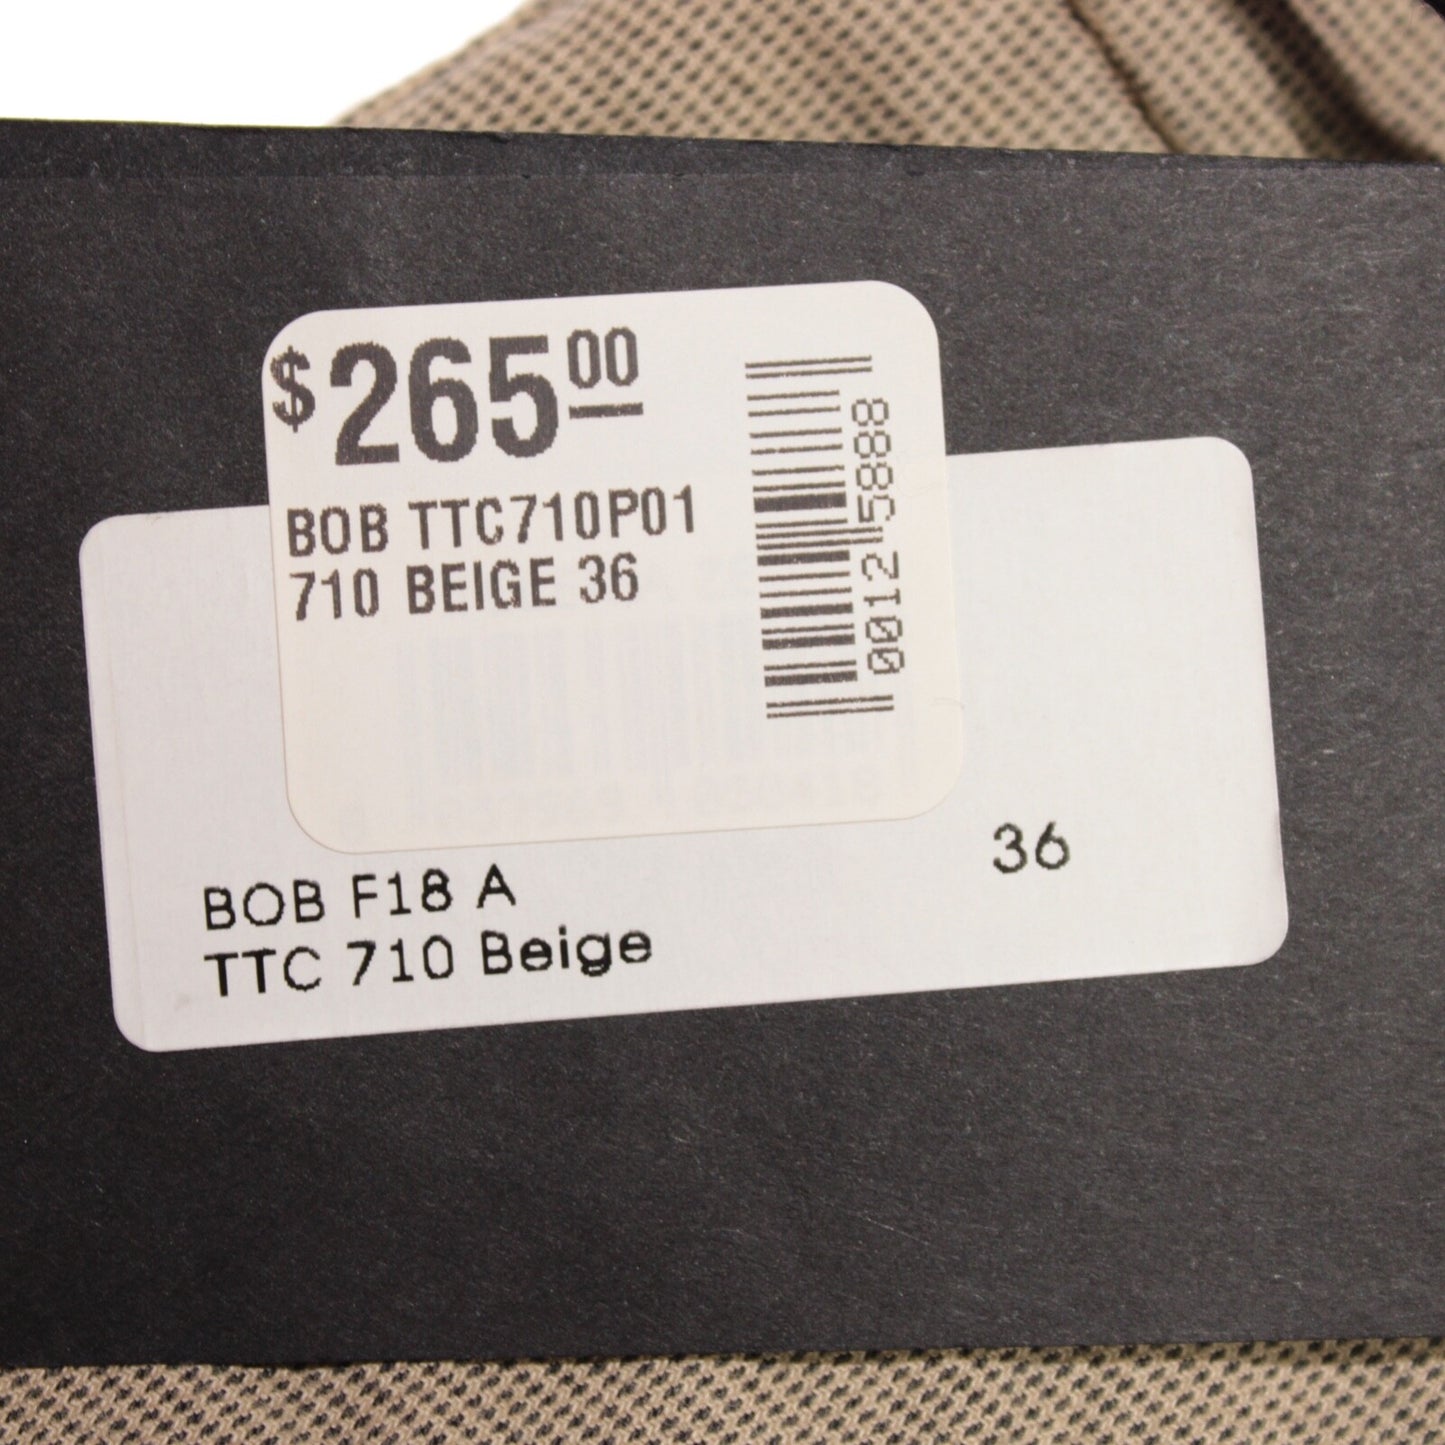 $265.00
BOB TTC710P01
710 BEIGE 36
00125888
36
BOB F18 A
TTC 710 Beige